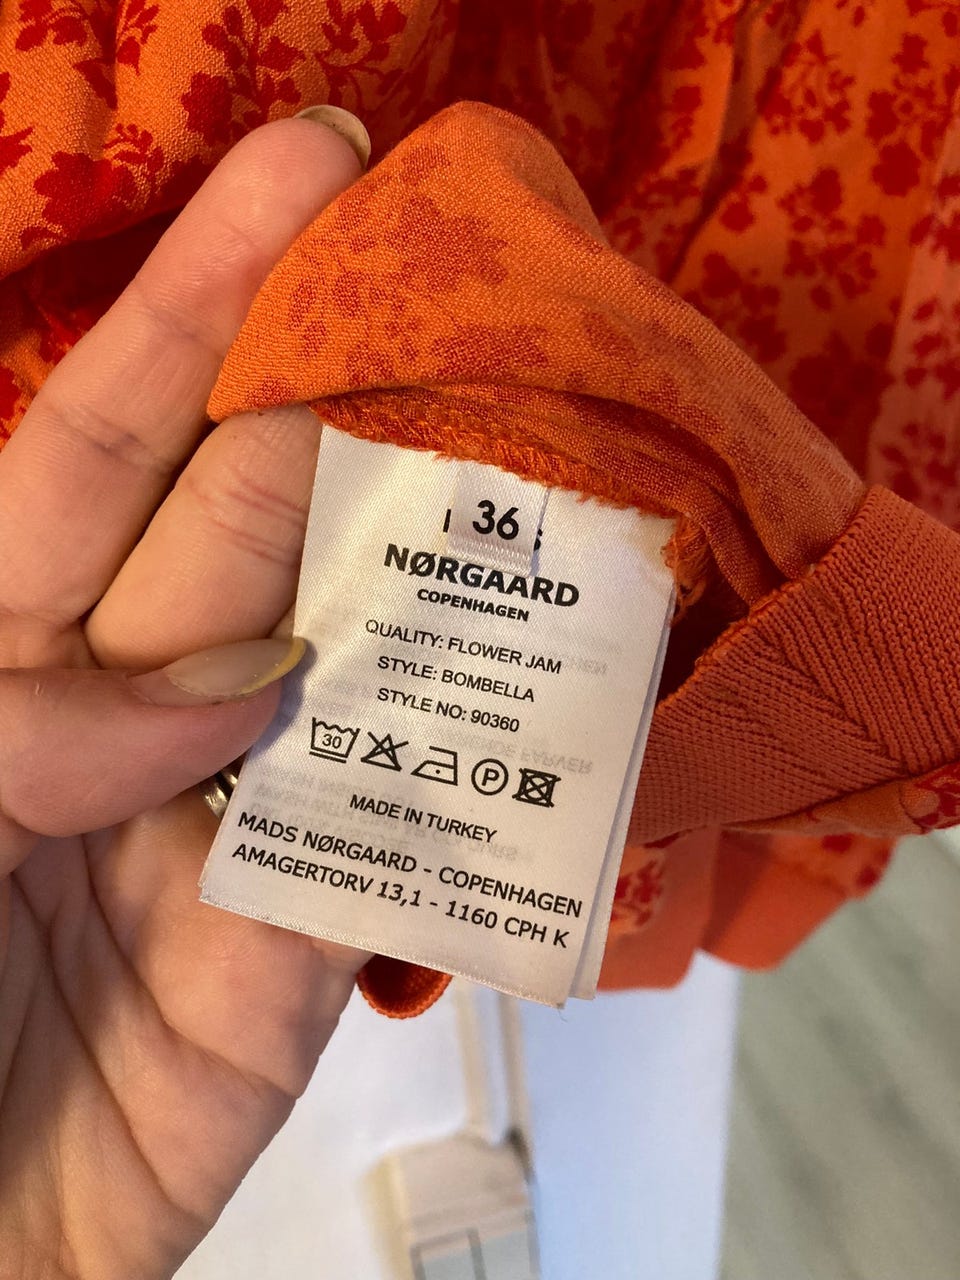 36
NØRGAARD
COPENHAGEN
QUALITY: FLOWER JAM
STYLE: BOMBELLA
STYLE NO: 90360
30
P
MADE IN TURKEY
MADS NØRGAARD - COPENHAGEN
AMAGERTORV 13,1 - 1160 CPH K